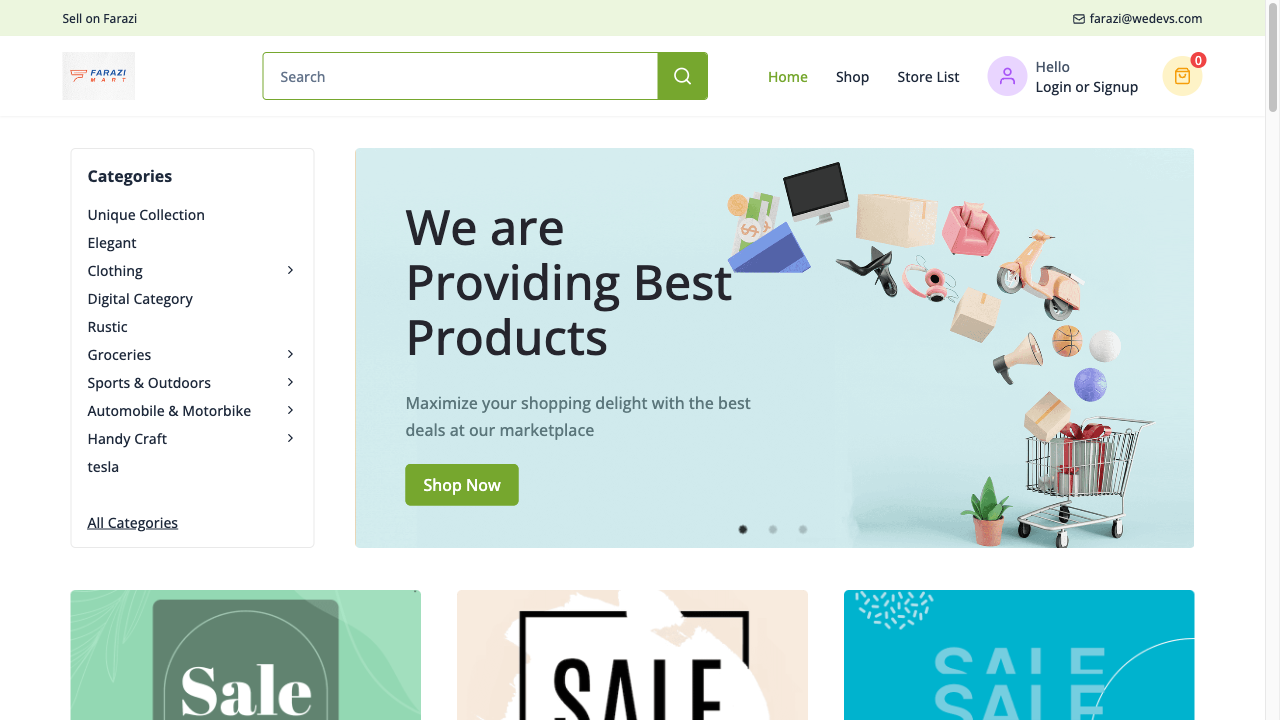 Sell on Farazi
farazi@wedevs.com
FARAZI
MART
Search
Home
Shop
Store List
Hello
Login or Signup
0
Categories
Unique Collection
Elegant
Clothing
Digital Category
Rustic
Groceries
Sports & Outdoors
Automobile & Motorbike
Handy Craft
tesla
All Categories
We are
Providing Best
Products
Maximize your shopping delight with the best
deals at our marketplace
Shop Now
Sale
SALE
SALE
SALE